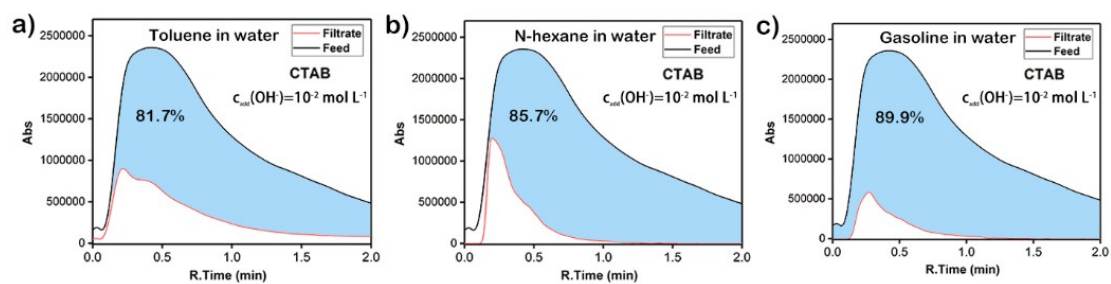 a)
Toluene in water
Filtrate
Feed
CTAB
cₐdd(OH⁻)=10⁻² mol L⁻¹
81.7%
Abs
2500000
2000000
1500000
1000000
500000
0
0.0 0.5 1.0 1.5 2.0
R.Time (min)
b)
N-hexane in water
Filtrate
Feed
CTAB
cₐdd(OH⁻)=10⁻² mol L⁻¹
85.7%
Abs
2500000
2000000
1500000
1000000
500000
0
0.0 0.5 1.0 1.5 2.0
R.Time (min)
c)
Gasoline in water
Filtrate
Feed
CTAB
cₐdd(OH⁻)=10⁻² mol L⁻¹
89.9%
Abs
2500000
2000000
1500000
1000000
500000
0
0.0 0.5 1.0 1.5 2.0
R.Time (min)